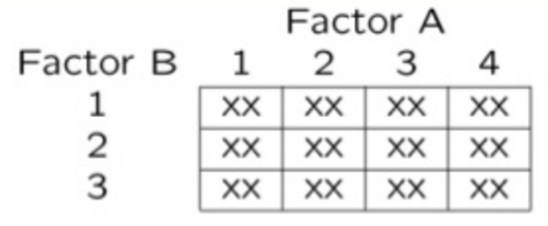 Factor A
Factor B 1 2 3 4
1 xx xx xx xx
2 xx xx xx xx
3 xx xx xx xx